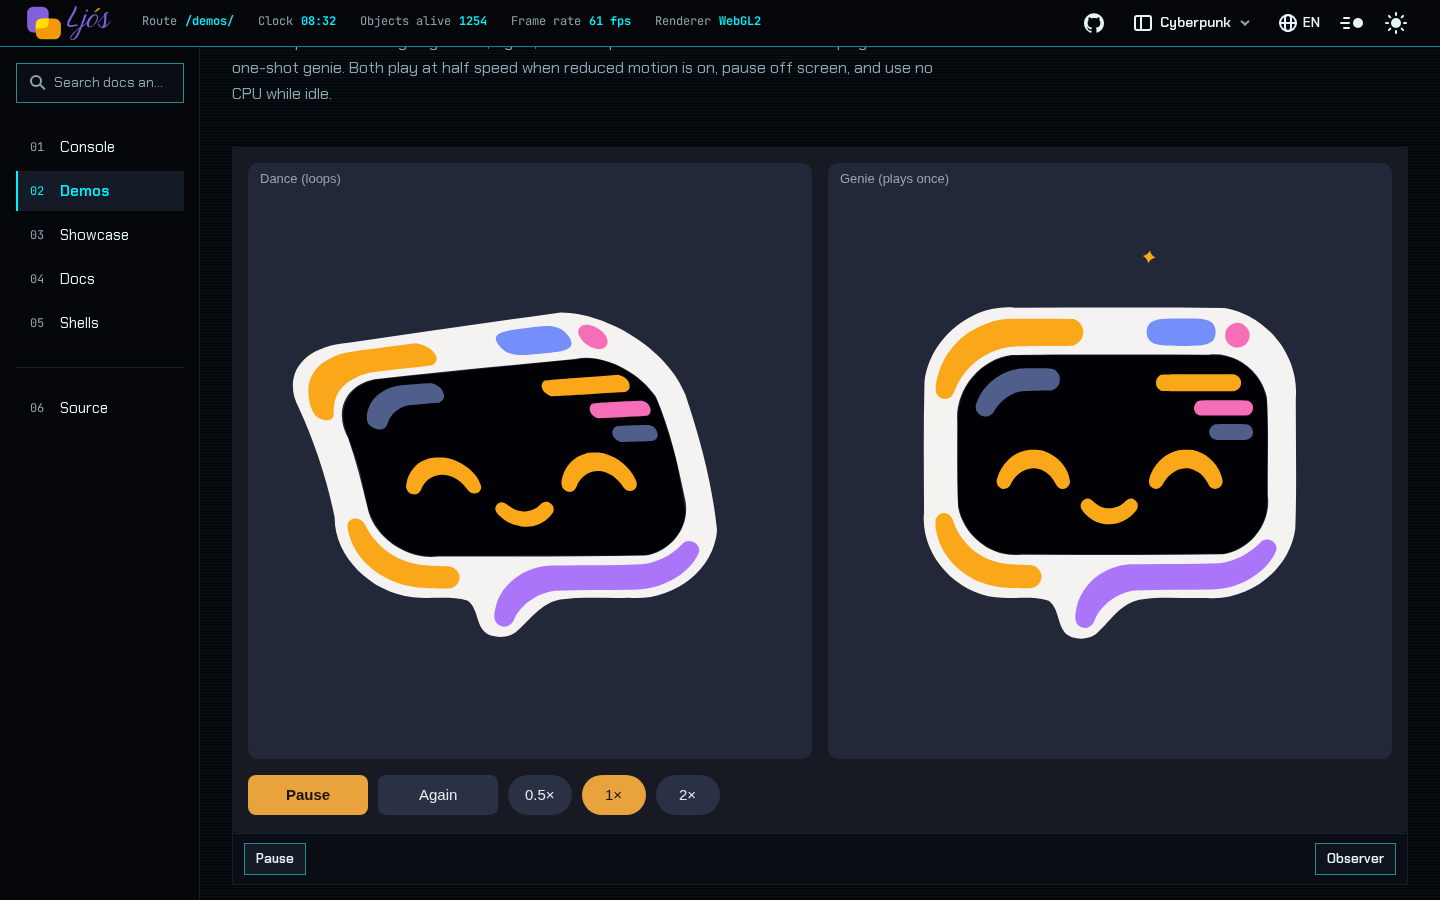 Ljós
Route /demos/ Clock 08:32 Objects alive 1254 Frame rate 61 fps Renderer WebGL2
Cyberpunk
EN
Search docs an...
01 Console
02 Demos
03 Showcase
04 Docs
05 Shells
06 Source
one-shot genie. Both play at half speed when reduced motion is on, pause off screen, and use no
CPU while idle.
Dance (loops)
Genie (plays once)
Pause Again 0.5× 1× 2×
Pause
Observer